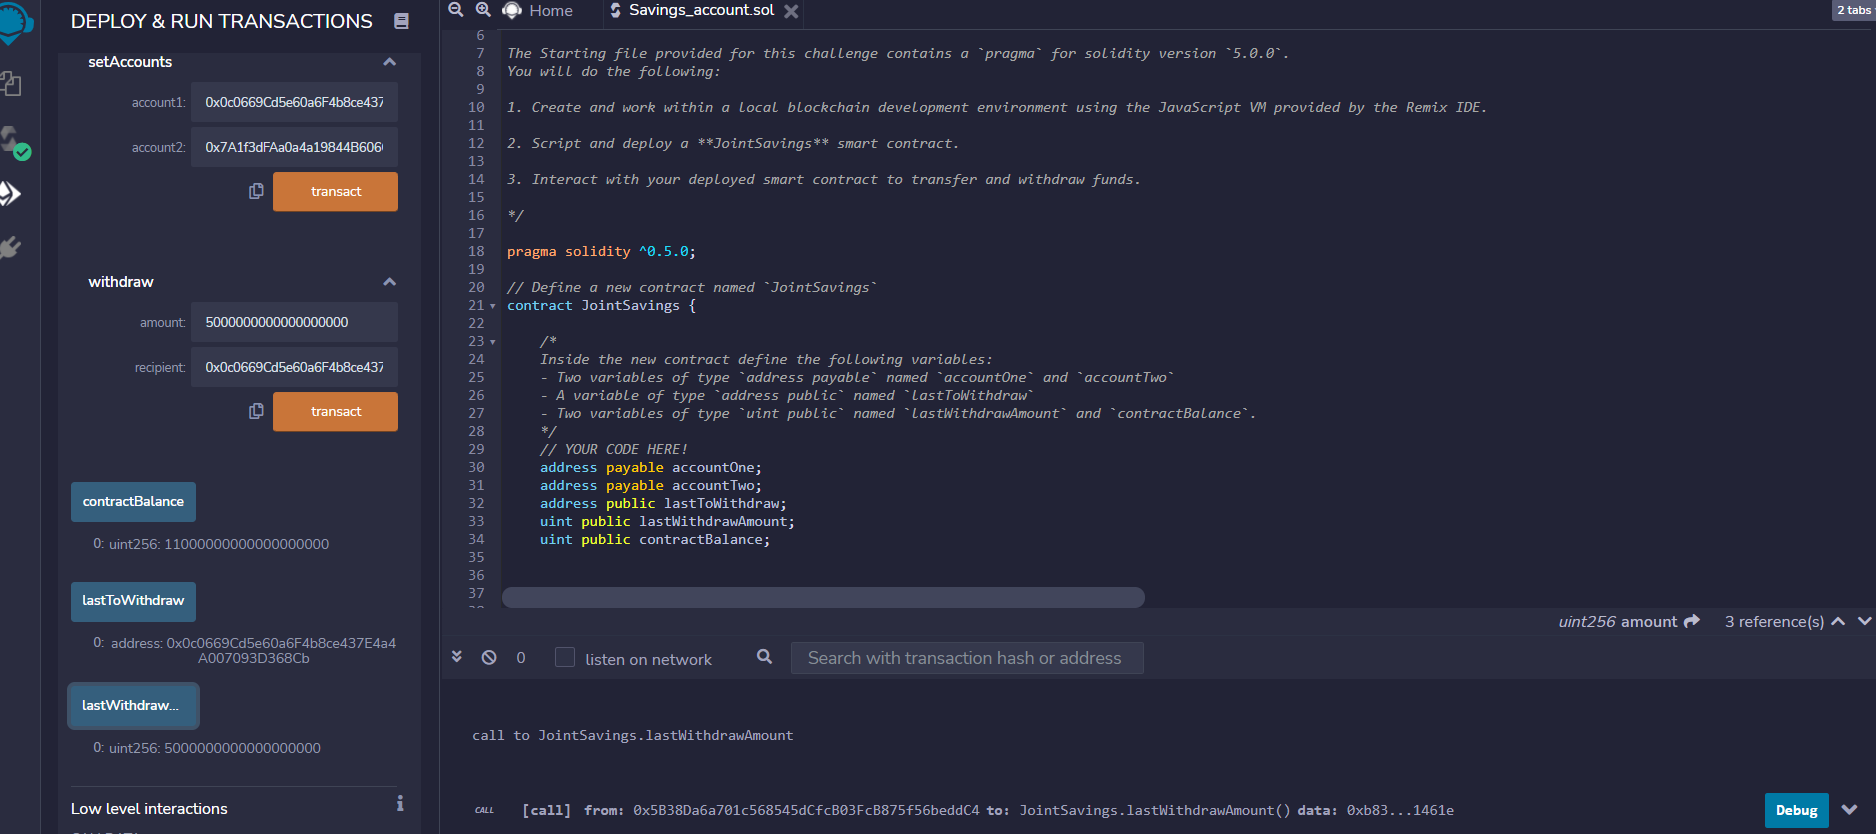 DEPLOY & RUN TRANSACTIONS
setAccounts
account1: 0x0c0669Cd5e60a6F4b8ce437
account2: 0x7A1f3dFAa0a4a19844B606
transact
withdraw
amount: 5000000000000000000
recipient: 0x0c0669Cd5e60a6F4b8ce437
transact
contractBalance
0: uint256: 11000000000000000000
lastToWithdraw
0: address: 0x0c0669Cd5e60a6F4b8ce437E4a4
A007093D368Cb
lastWithdraw...
0: uint256: 5000000000000000000
Low level interactions
Home
Savings_account.sol
2 tabs
6
7 The Starting file provided for this challenge contains a `pragma` for solidity version `5.0.0`.
8 You will do the following:
9
10 1. Create and work within a local blockchain development environment using the JavaScript VM provided by the Remix IDE.
11
12 2. Script and deploy a **JointSavings** smart contract.
13
14 3. Interact with your deployed smart contract to transfer and withdraw funds.
15
16 */
17
18 pragma solidity ^0.5.0;
19
20 // Define a new contract named `JointSavings`
21 contract JointSavings {
22
23 /*
24 Inside the new contract define the following variables:
25 - Two variables of type `address payable` named `accountOne` and `accountTwo`
26 - A variable of type `address public` named `lastToWithdraw`
27 - Two variables of type `uint public` named `lastWithdrawAmount` and `contractBalance`.
28 */
29 // YOUR CODE HERE!
30 address payable accountOne;
31 address payable accountTwo;
32 address public lastToWithdraw;
33 uint public lastWithdrawAmount;
34 uint public contractBalance;
35
36
37
uint256 amount 3 reference(s)
0 listen on network Search with transaction hash or address
call to JointSavings.lastWithdrawAmount
CALL [call] from: 0x5B38Da6a701c568545dCfcB03FcB875f56beddC4 to: JointSavings.lastWithdrawAmount() data: 0xb83...1461e
Debug